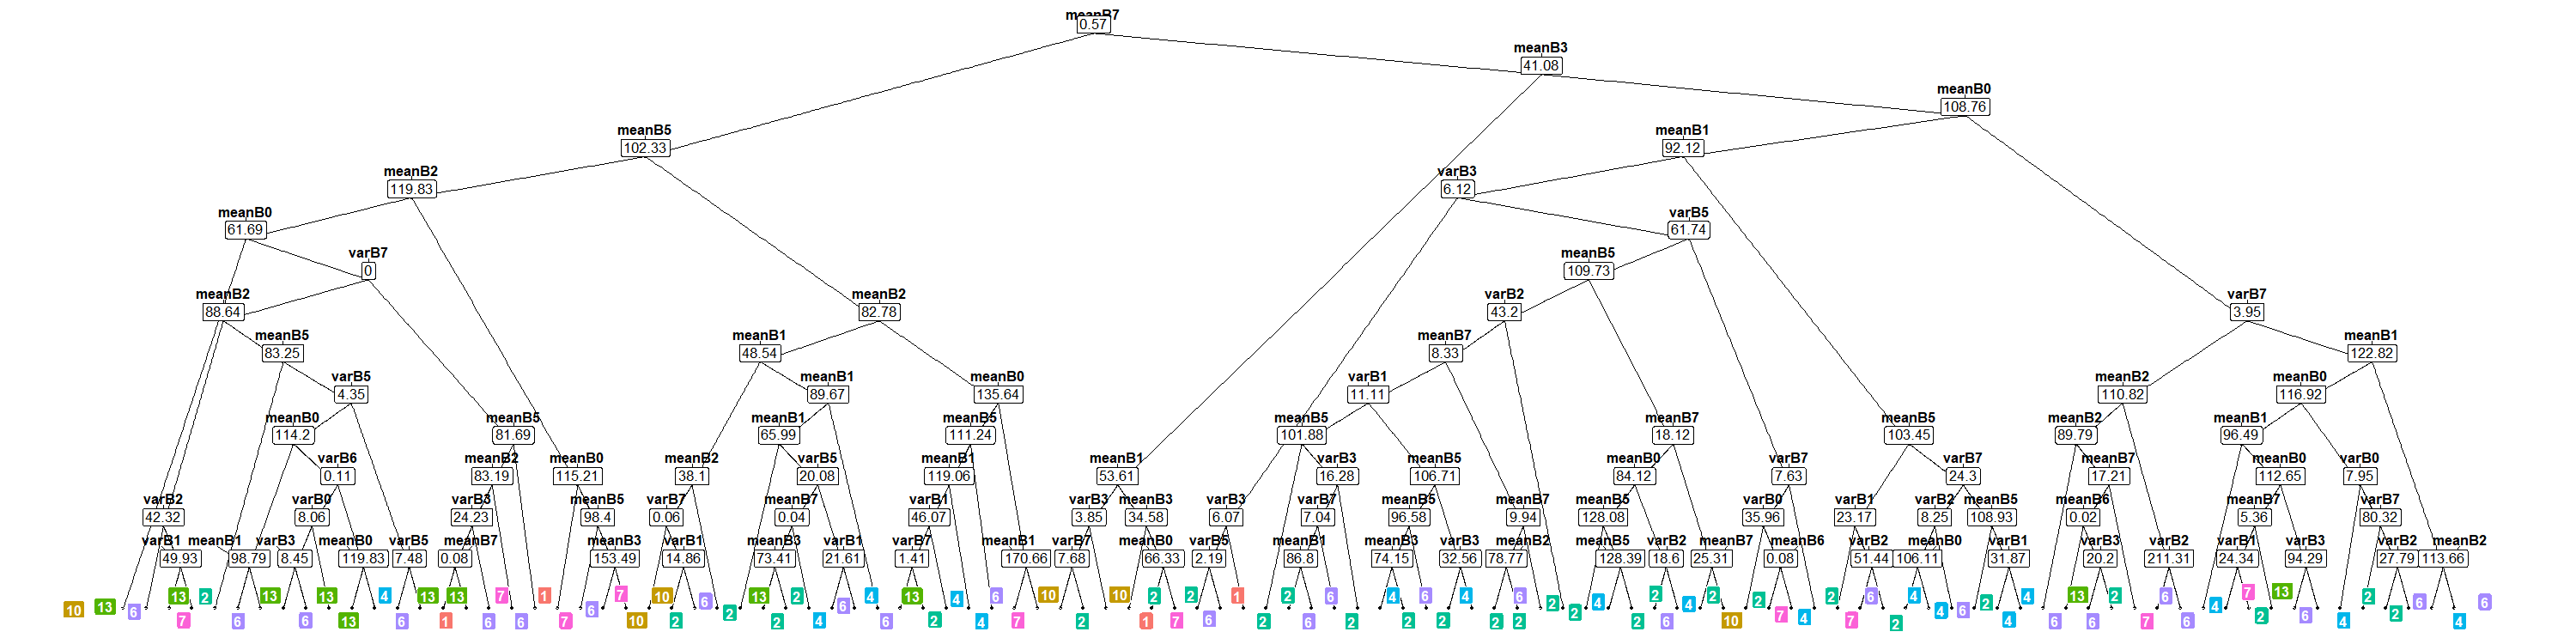 meanB7
0.57
meanB3
41.08
meanB0
108.76
meanB5 meanB1
102.33 92.12
meanB2 varB3
119.83 6.12
meanB0 varB5
61.69 61.74
varB7 meanB5
0 109.73
meanB2 meanB2 varB2 varB7
88.64 82.78 43.2 3.95
meanB5 meanB1 meanB7 meanB1
83.25 48.54 8.33 122.82
varB5 meanB1 meanB0 varB1 meanB2 meanB0
4.35 89.67 135.64 11.11 110.82 116.92
meanB0 meanB5 meanB1 meanB5 meanB5 meanB7 meanB5 meanB2 meanB1
114.2 81.69 65.99 111.24 101.88 18.12 103.45 89.79 96.49
varB6 meanB2 meanB0 meanB2 varB5 meanB1 meanB1 varB3 meanB5 meanB0 varB7 varB7 meanB7 meanB0 varB0
0.11 83.19 115.21 38.1 20.08 119.06 53.61 16.28 106.71 84.12 7.63 24.3 17.21 112.65 7.95
varB2 varB0 varB3 meanB5 varB7 meanB7 varB1 varB3 meanB3 varB3 varB7 meanB5 meanB7 meanB5 varB0 varB1 varB2 meanB5 meanB6 meanB7 varB7
42.32 8.06 24.23 98.4 0.06 0.04 46.07 3.85 34.58 6.07 7.04 96.58 9.94 128.08 35.96 23.17 8.25 108.93 0.02 5.36 80.32
varB1 meanB1 varB3 meanB0 varB5 meanB7 meanB3 varB1 meanB3 varB1 varB7 meanB1 varB7 meanB0 varB5 meanB1 meanB3 varB3 meanB2 meanB5 varB2 meanB7 meanB6 varB2 meanB0 varB1 varB3 varB2 varB1 varB3 varB2 meanB2
49.93 98.79 8.45 119.83 7.48 0.08 153.49 14.86 73.41 21.61 1.41 170.66 7.68 66.33 2.19 86.8 74.15 32.56 78.77 128.39 18.6 25.31 0.08 51.44 106.11 31.87 20.2 211.31 24.34 94.29 27.79 113.66
10 13 6 13 7 2 6 13 6 13 13 4 6 13 13 1 6 7 6 1 7 6 7 10 10 2 6 2 13 2 2 4 6 4 6 13 2 4 4 6 7 10 2 10 1 2 7 2 6 1 2 2 6 6 2 4 2 6 2 4 2 2 6 2 2 2 4 2 2 6 4 2 10 2 7 4 2 7 6 2 4 4 6 2 4 4 6 13 6 2 7 6 6 4 7 2 13 6 4 2 2 6 4 6